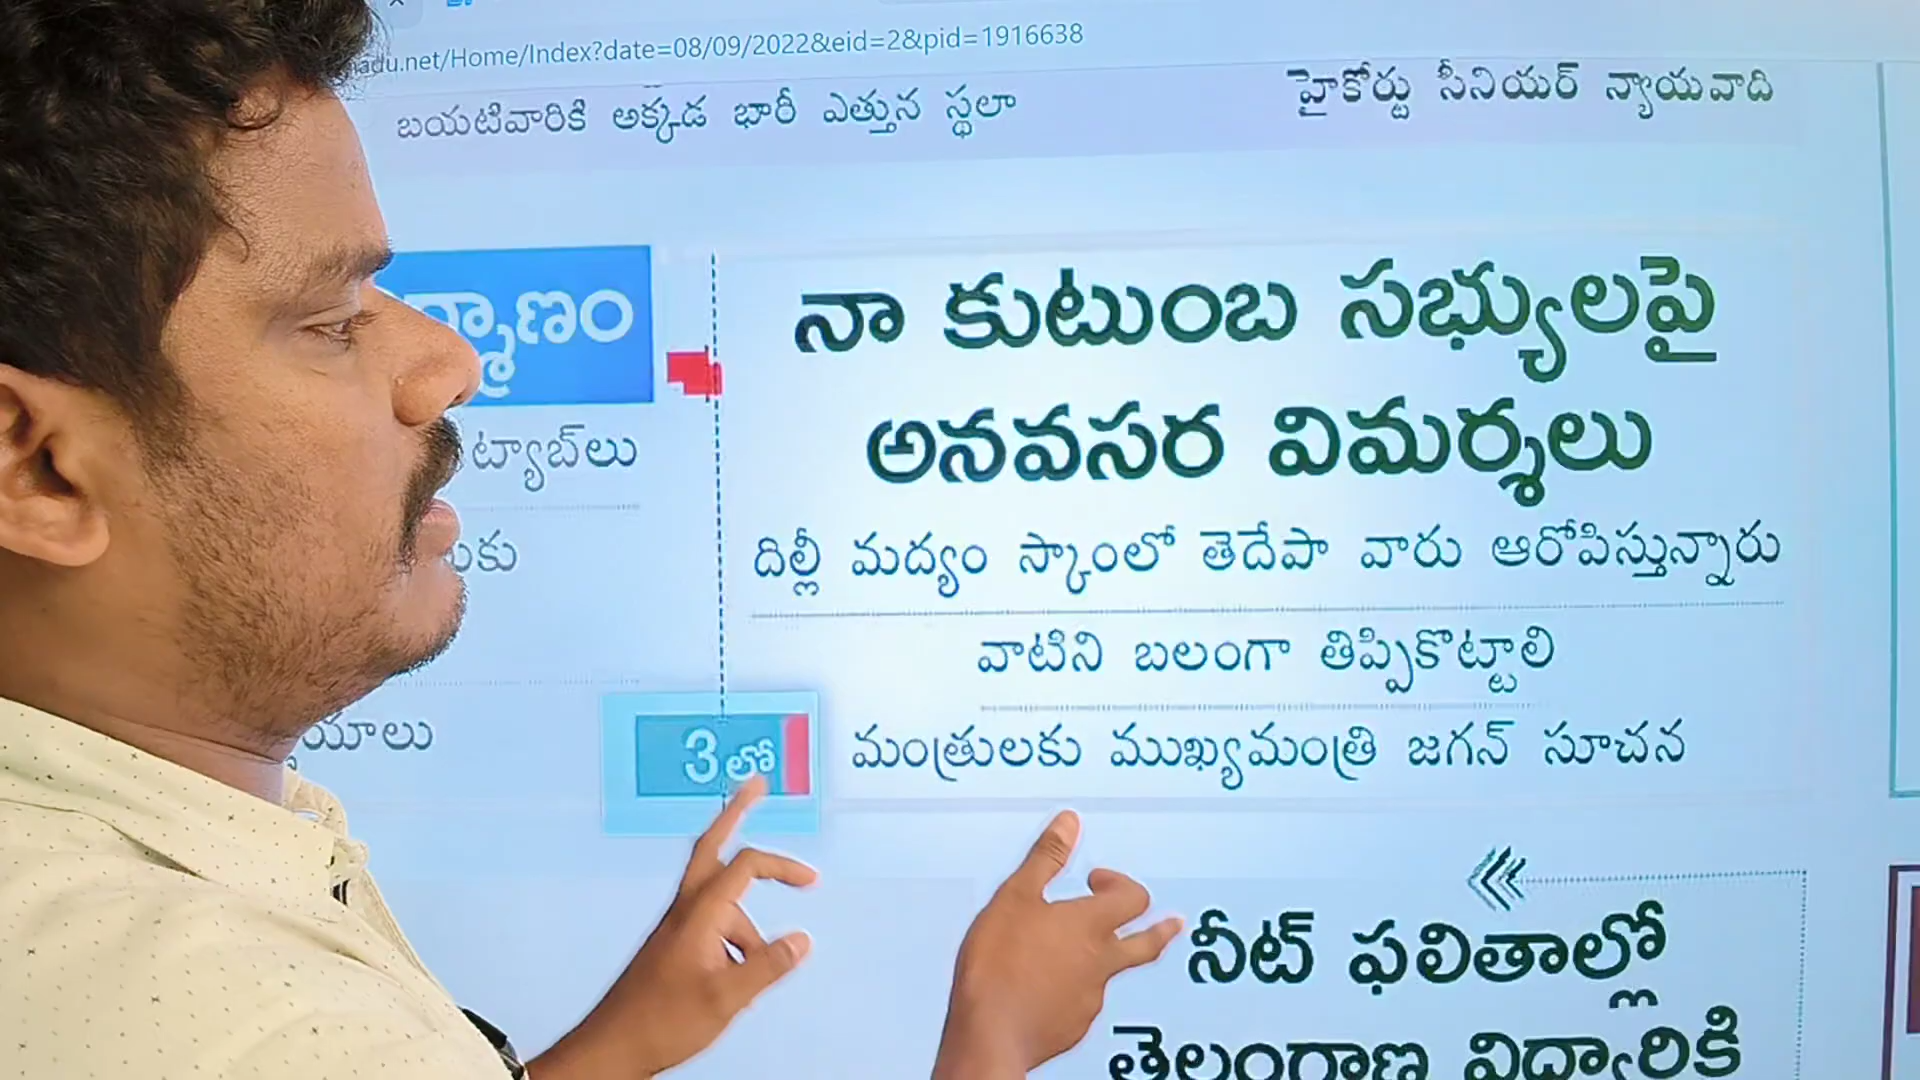 adu.net/Home/Index?date=08/09/2022&eid=2&pid=1916638
బయటివారికి అక్కడ భారీ ఎత్తున స్థలా
హైకోర్టు సీనియర్ న్యాయవాది
ట్యాబ్‌లు
నా కుటుంబ సభ్యులపై
అనవసర విమర్శలు
దిల్లీ మద్యం స్కాంలో తెదేపా వారు ఆరోపిస్తున్నారు
వాటిని బలంగా తిప్పికొట్టాలి
మంత్రులకు ముఖ్యమంత్రి జగన్ సూచన
3లో
నీట్ ఫలితాల్లో
తెలంగాణ విద్యార్థికి